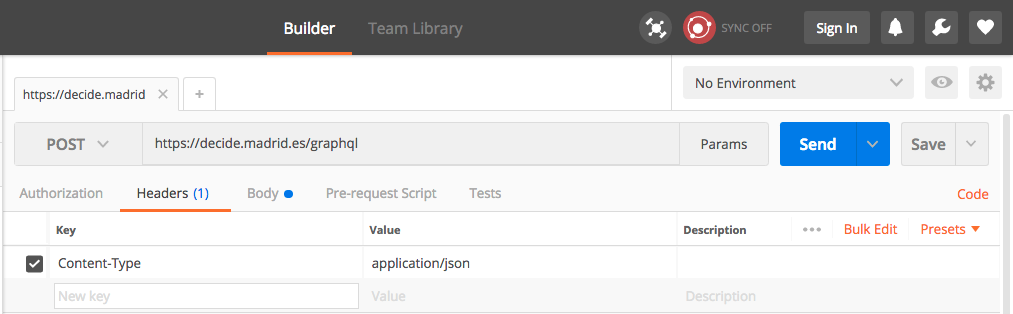 Builder Team Library SYNC OFF Sign In
https://decide.madrid × + No Environment
POST https://decide.madrid.es/graphql Params Send Save
Authorization Headers (1) Body Pre-request Script Tests Code
Key Value Description ••• Bulk Edit Presets
Content-Type application/json
New key Value Description